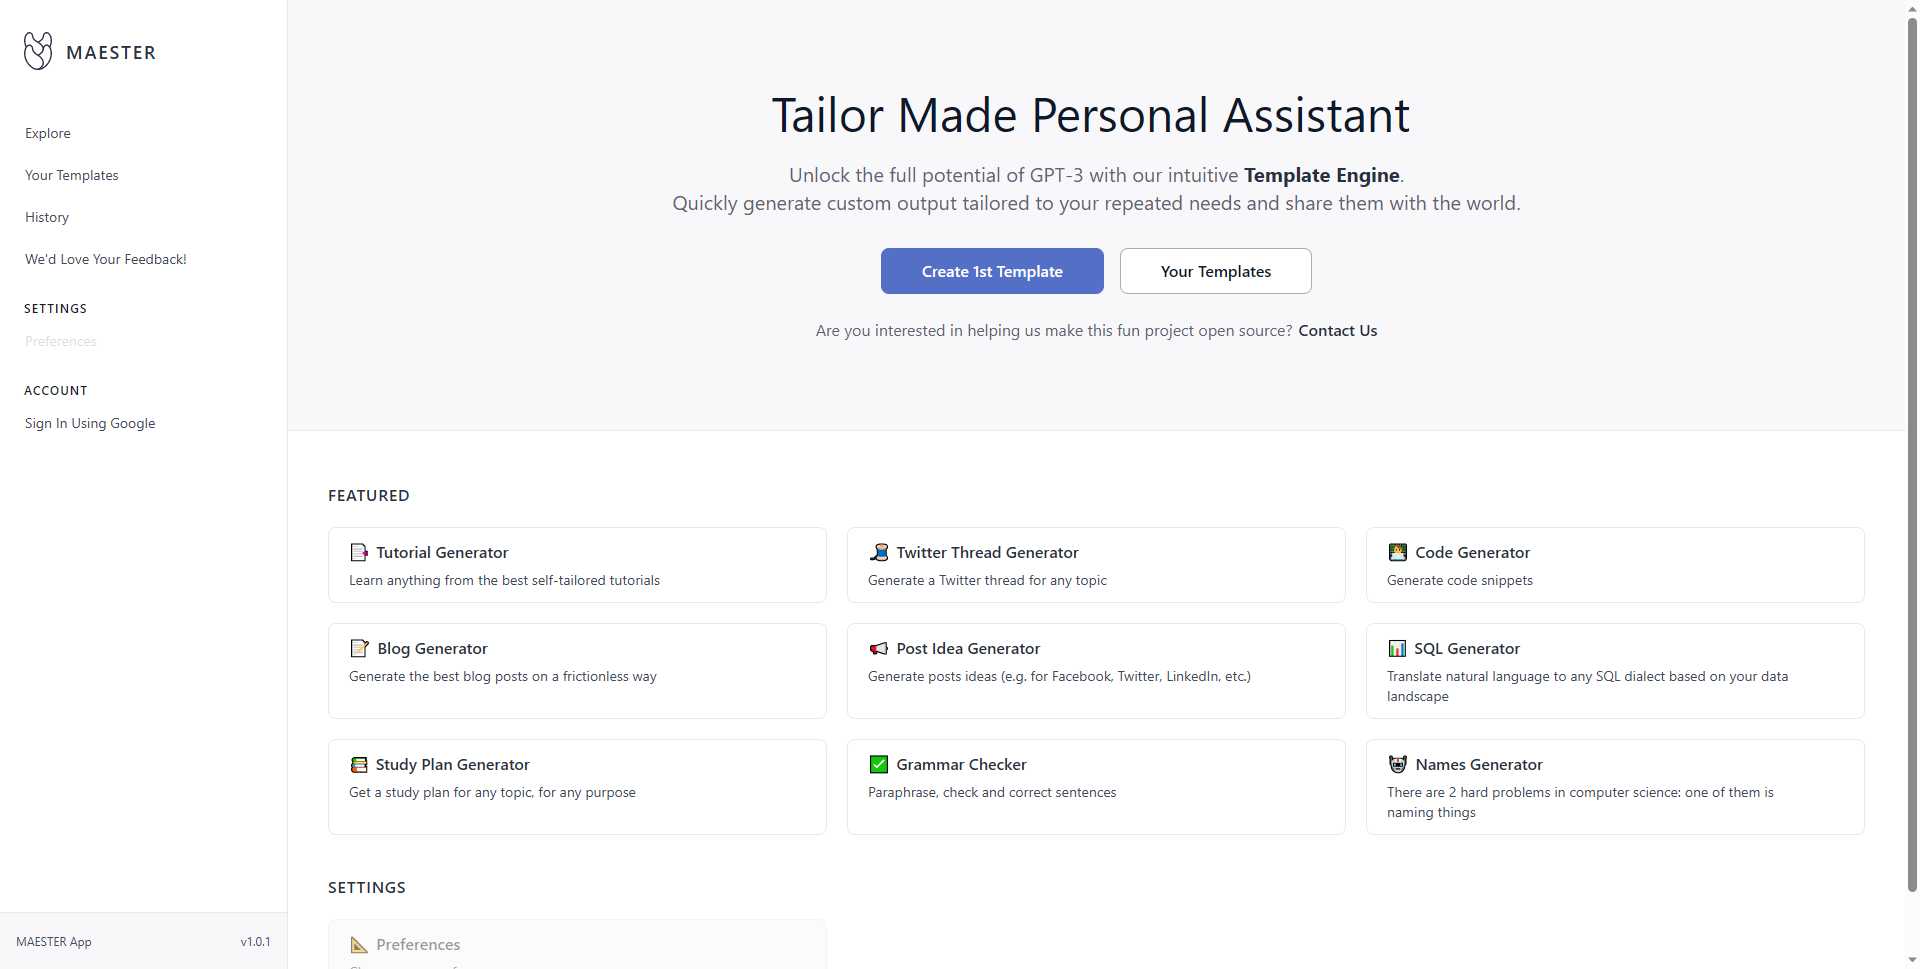 MAESTER
Explore
Your Templates
History
We'd Love Your Feedback!
SETTINGS
Preferences
ACCOUNT
Sign In Using Google
MAESTER App
v1.0.1
Tailor Made Personal Assistant
Unlock the full potential of GPT-3 with our intuitive Template Engine.
Quickly generate custom output tailored to your repeated needs and share them with the world.
Create 1st Template
Your Templates
Are you interested in helping us make this fun project open source? Contact Us
FEATURED
Tutorial Generator
Learn anything from the best self-tailored tutorials
Twitter Thread Generator
Generate a Twitter thread for any topic
Code Generator
Generate code snippets
Blog Generator
Generate the best blog posts on a frictionless way
Post Idea Generator
Generate posts ideas (e.g. for Facebook, Twitter, LinkedIn, etc.)
SQL Generator
Translate natural language to any SQL dialect based on your data
landscape
Study Plan Generator
Get a study plan for any topic, for any purpose
Grammar Checker
Paraphrase, check and correct sentences
Names Generator
There are 2 hard problems in computer science: one of them is
naming things
SETTINGS
Preferences